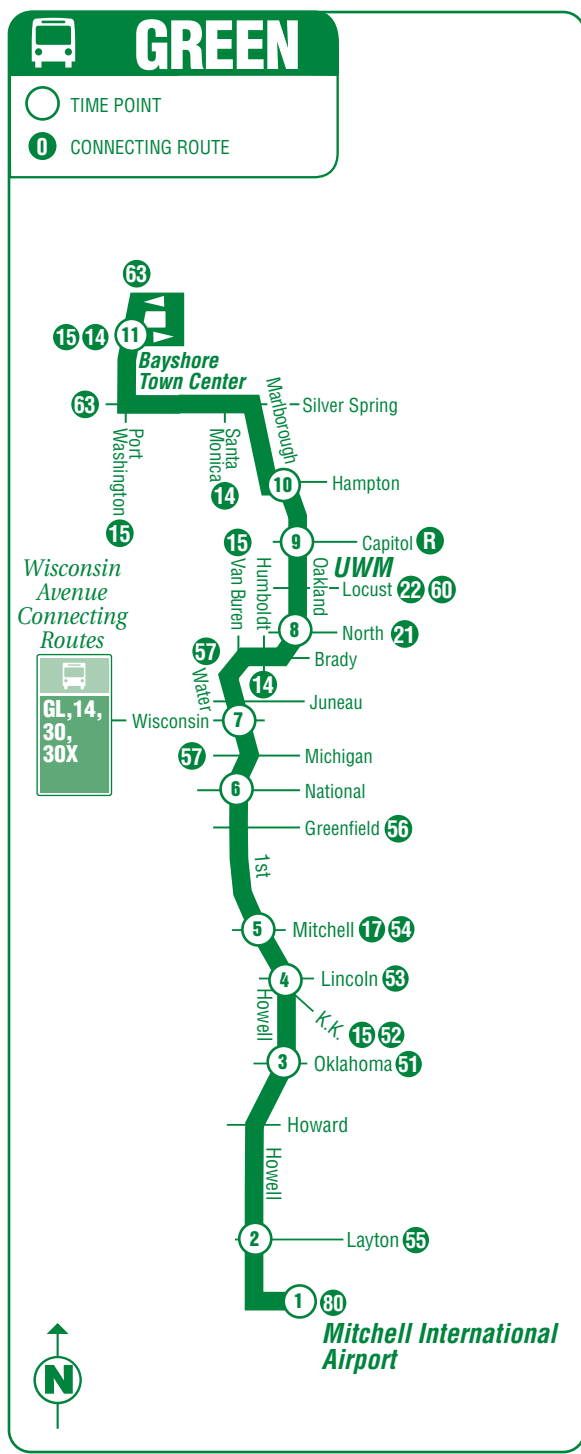 GREEN
TIME POINT
0 CONNECTING ROUTE
63
15 14 11
Bayshore
Town Center
63
Marlborough
Silver Spring
Port
Washington
15
Santa
Monica
14
10 Hampton
9 Capitol R
UWM
Oakland
Locust 22 60
15
Van Buren
Humboldt
8 North 21
Brady
14
57
Water
Juneau
Wisconsin
Avenue
Connecting
Routes
GL,14,
30,
30X
Wisconsin 7
57 Michigan
6 National
Greenfield 56
1st
5 Mitchell 17 54
4 Lincoln 53
K.K. 15 52
Howell
3 Oklahoma 51
Howard
Howell
2 Layton 55
1 80
Mitchell International
Airport
N